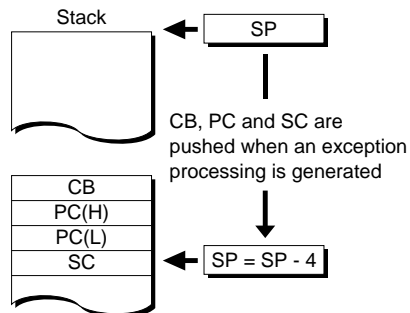 Stack
SP
CB, PC and SC are
pushed when an exception
processing is generated
CB
PC(H)
PC(L)
SC
SP = SP - 4